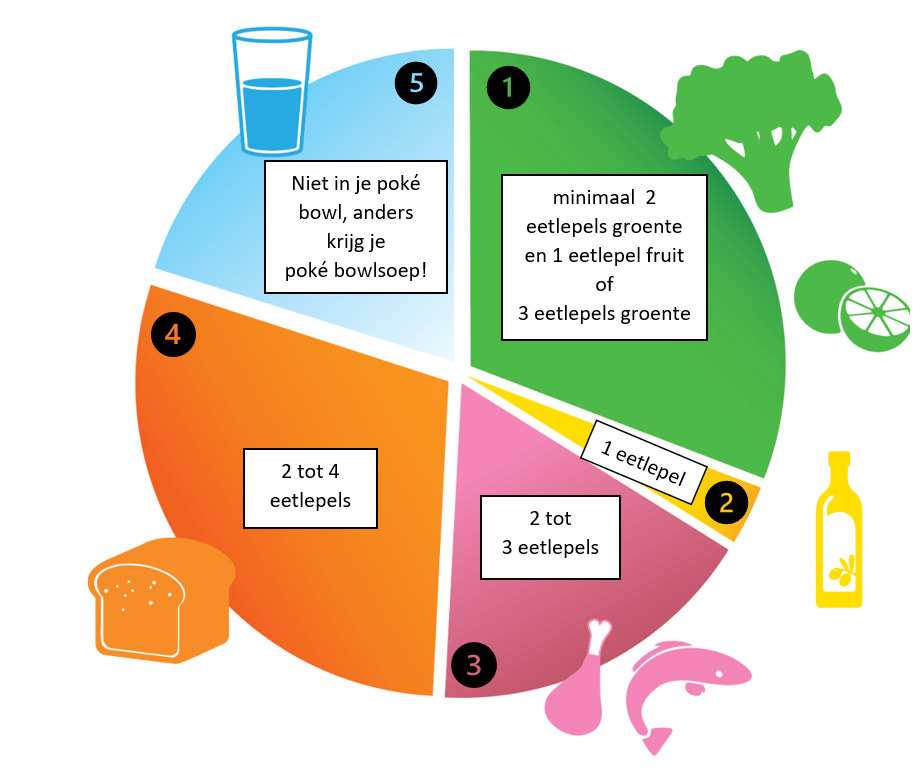 5
Niet in je poké
bowl, anders
krijg je
poké bowlsoep!
1
minimaal 2
eetlepels groente
en 1 eetlepel fruit
of
3 eetlepels groente
4
2 tot 4
eetlepels
1 eetlepel
2
2 tot
3 eetlepels
3